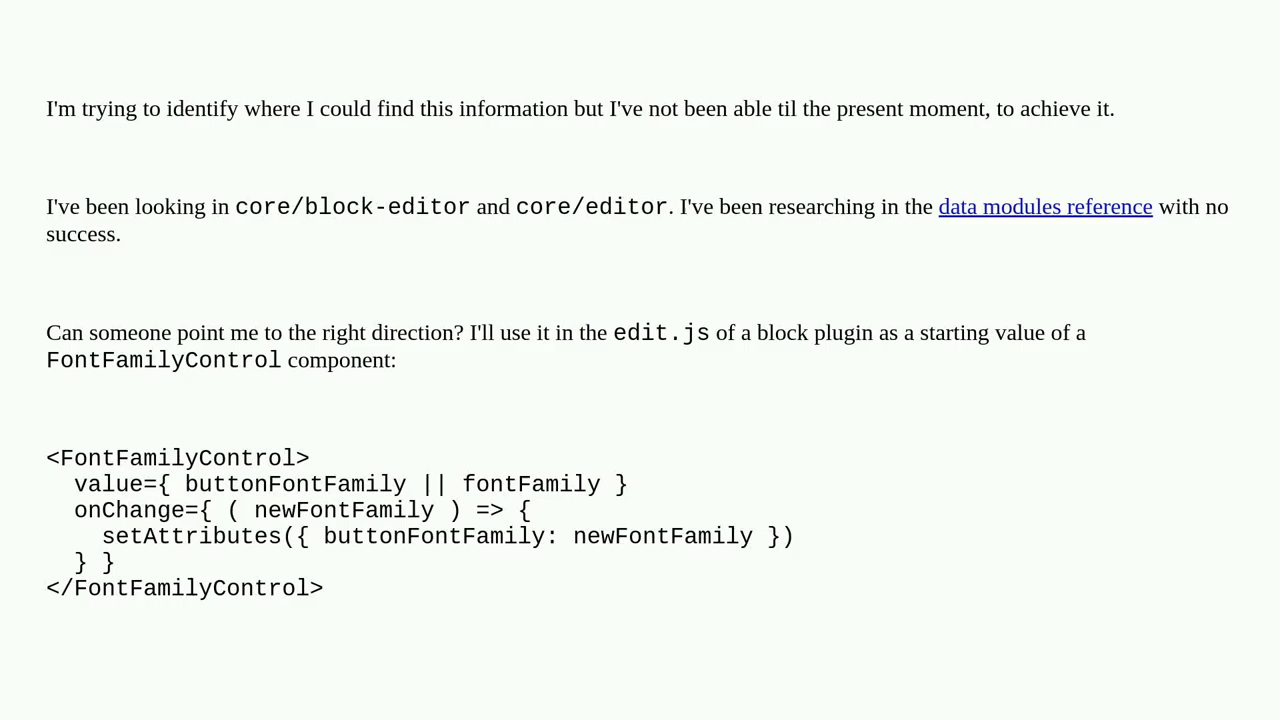 I'm trying to identify where I could find this information but I've not been able til the present moment, to achieve it.
I've been looking in core/block-editor and core/editor. I've been researching in the data modules reference with no
success.
Can someone point me to the right direction? I'll use it in the edit.js of a block plugin as a starting value of a
FontFamilyControl component:
<FontFamilyControl>
  value={ buttonFontFamily || fontFamily }
  onChange={ ( newFontFamily ) => {
    setAttributes({ buttonFontFamily: newFontFamily })
  } }
</FontFamilyControl>